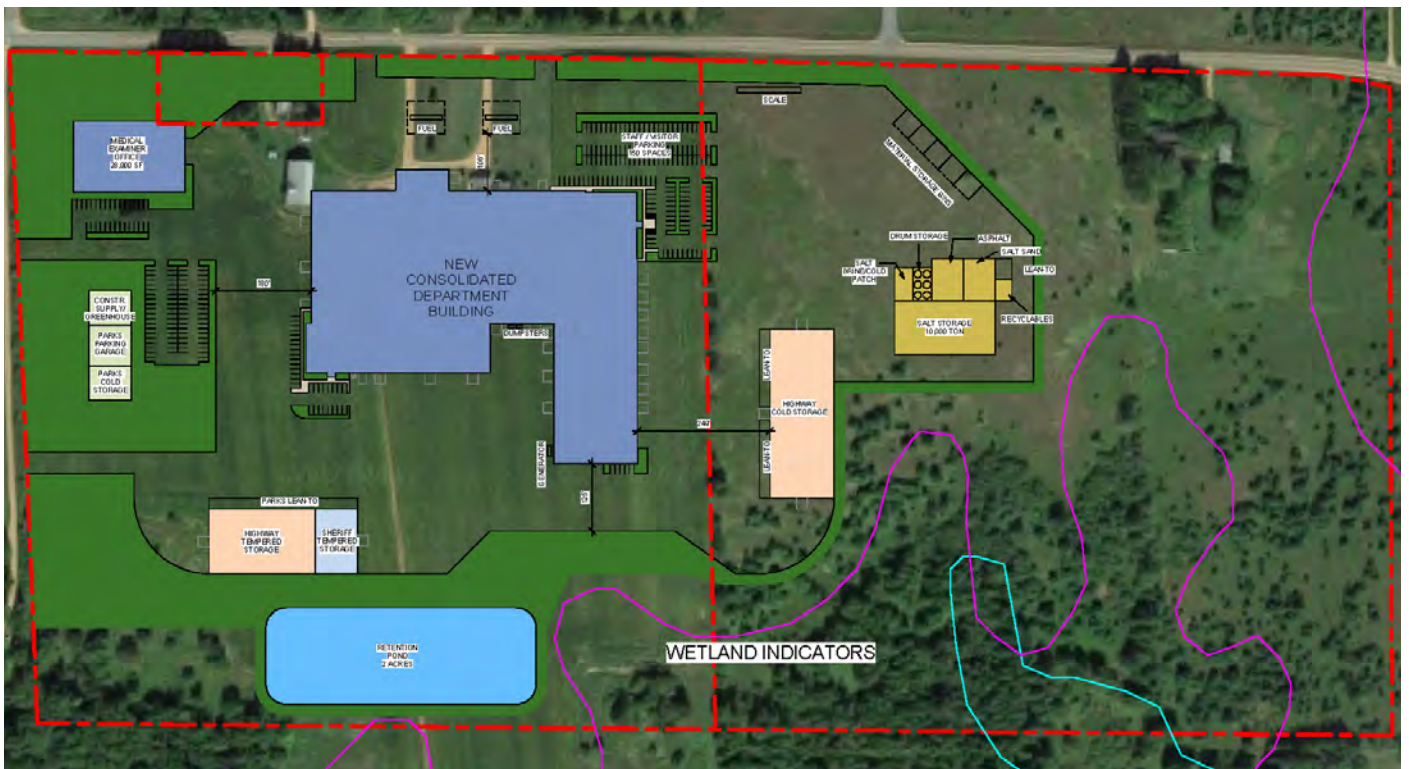 SCALE
FUEL
FUEL
STAFF / VISITOR
PARKING
150 SPACES
MEDICAL
EXAMINER
OFFICE
28,000 SF
100'
MATERIAL STORAGE BINS
DRUM STORAGE
ASPHALT
SALT SAND
SALT
BRINE/COLD
PATCH
LEAN-TO
NEW
CONSOLIDATED
DEPARTMENT
BUILDING
180'
CONSTR.
SUPPLY/
GREENHOUSE
PARKS
PARKING
GARAGE
PARKS
COLD
STORAGE
RECYCLABLES
SALT STORAGE
10,000 TON
DUMPSTERS
LEAN-TO
HIGHWAY
COLD STORAGE
LEAN-TO
240'
GENERATOR
125'
PARKS LEAN-TO
HIGHWAY
TEMPERED
STORAGE
SHERIFF
TEMPERED
STORAGE
RETENTION
POND
2 ACRES
WETLAND INDICATORS